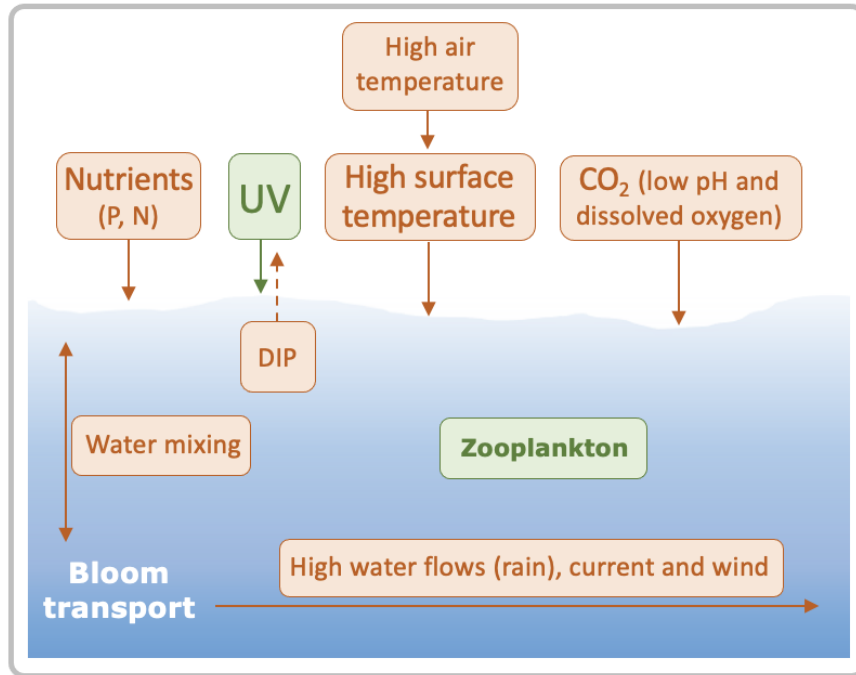 High air
temperature
Nutrients
(P, N)
UV
High surface
temperature
CO₂ (low pH and
dissolved oxygen)
DIP
Water mixing
Zooplankton
Bloom
transport
High water flows (rain), current and wind